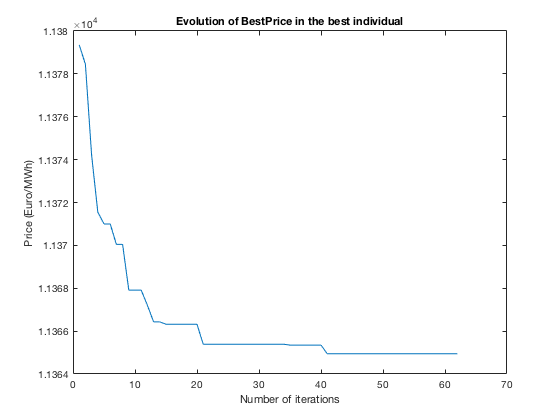 Evolution of BestPrice in the best individual
×10^4
1.138
1.1378
1.1376
1.1374
1.1372
1.137
1.1368
1.1366
1.1364
Price (Euro/MWh)
0 10 20 30 40 50 60 70
Number of iterations